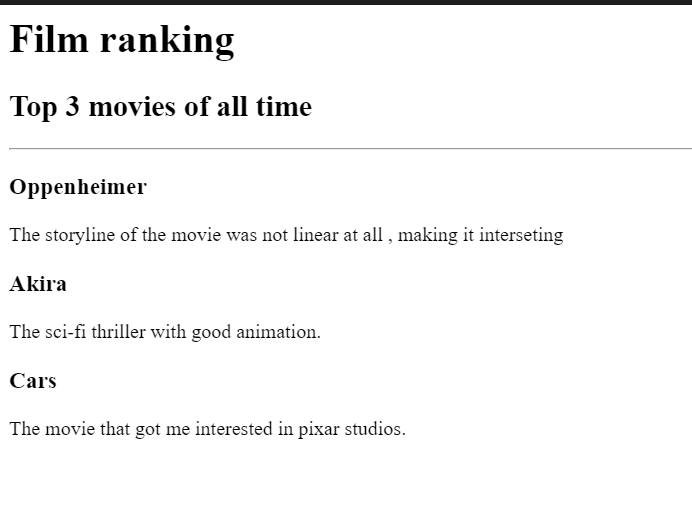 Film ranking
Top 3 movies of all time
Oppenheimer
The storyline of the movie was not linear at all , making it interseting
Akira
The sci-fi thriller with good animation.
Cars
The movie that got me interested in pixar studios.